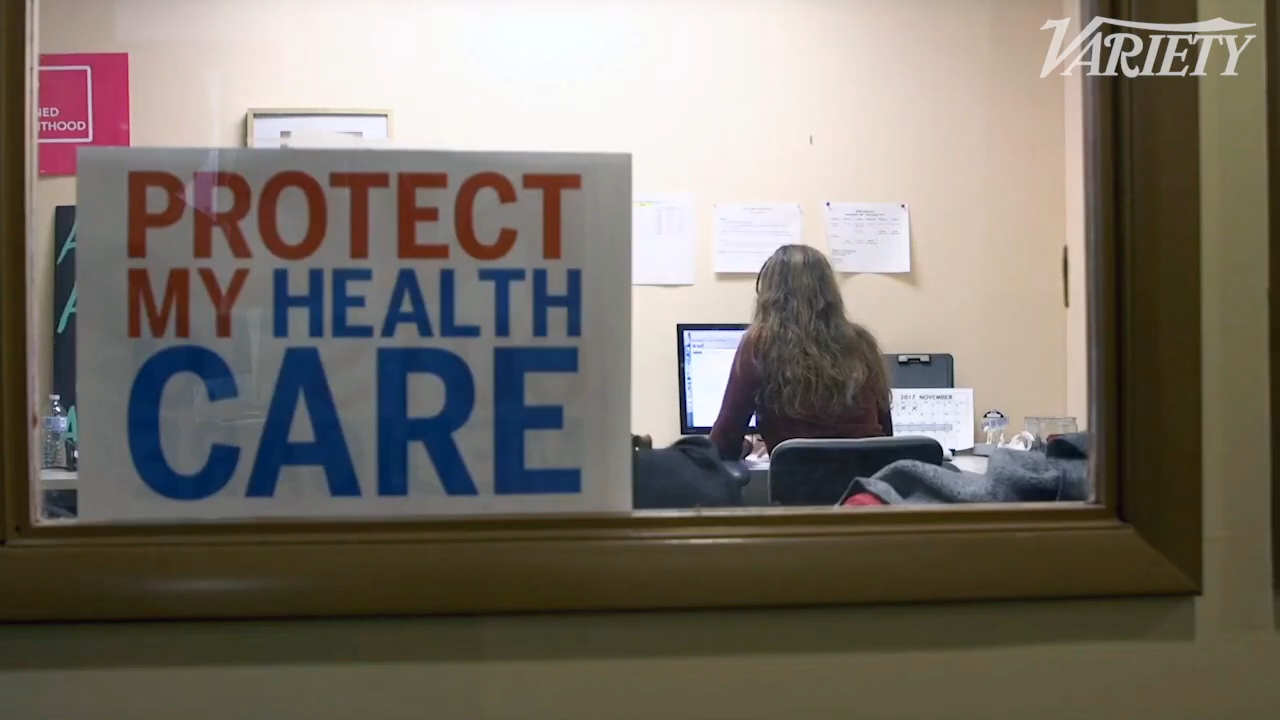 VARIETY
NED
THOOD
PROTECT
MY HEALTH
CARE
2017 NOVEMBER